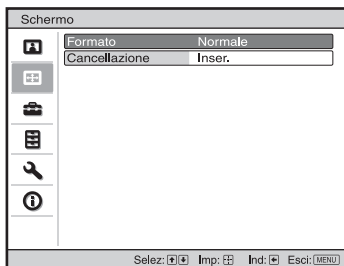 Schermo
Formato Normale
Cancellazione Inser.
Selez: Imp: Ind: Esci: MENU